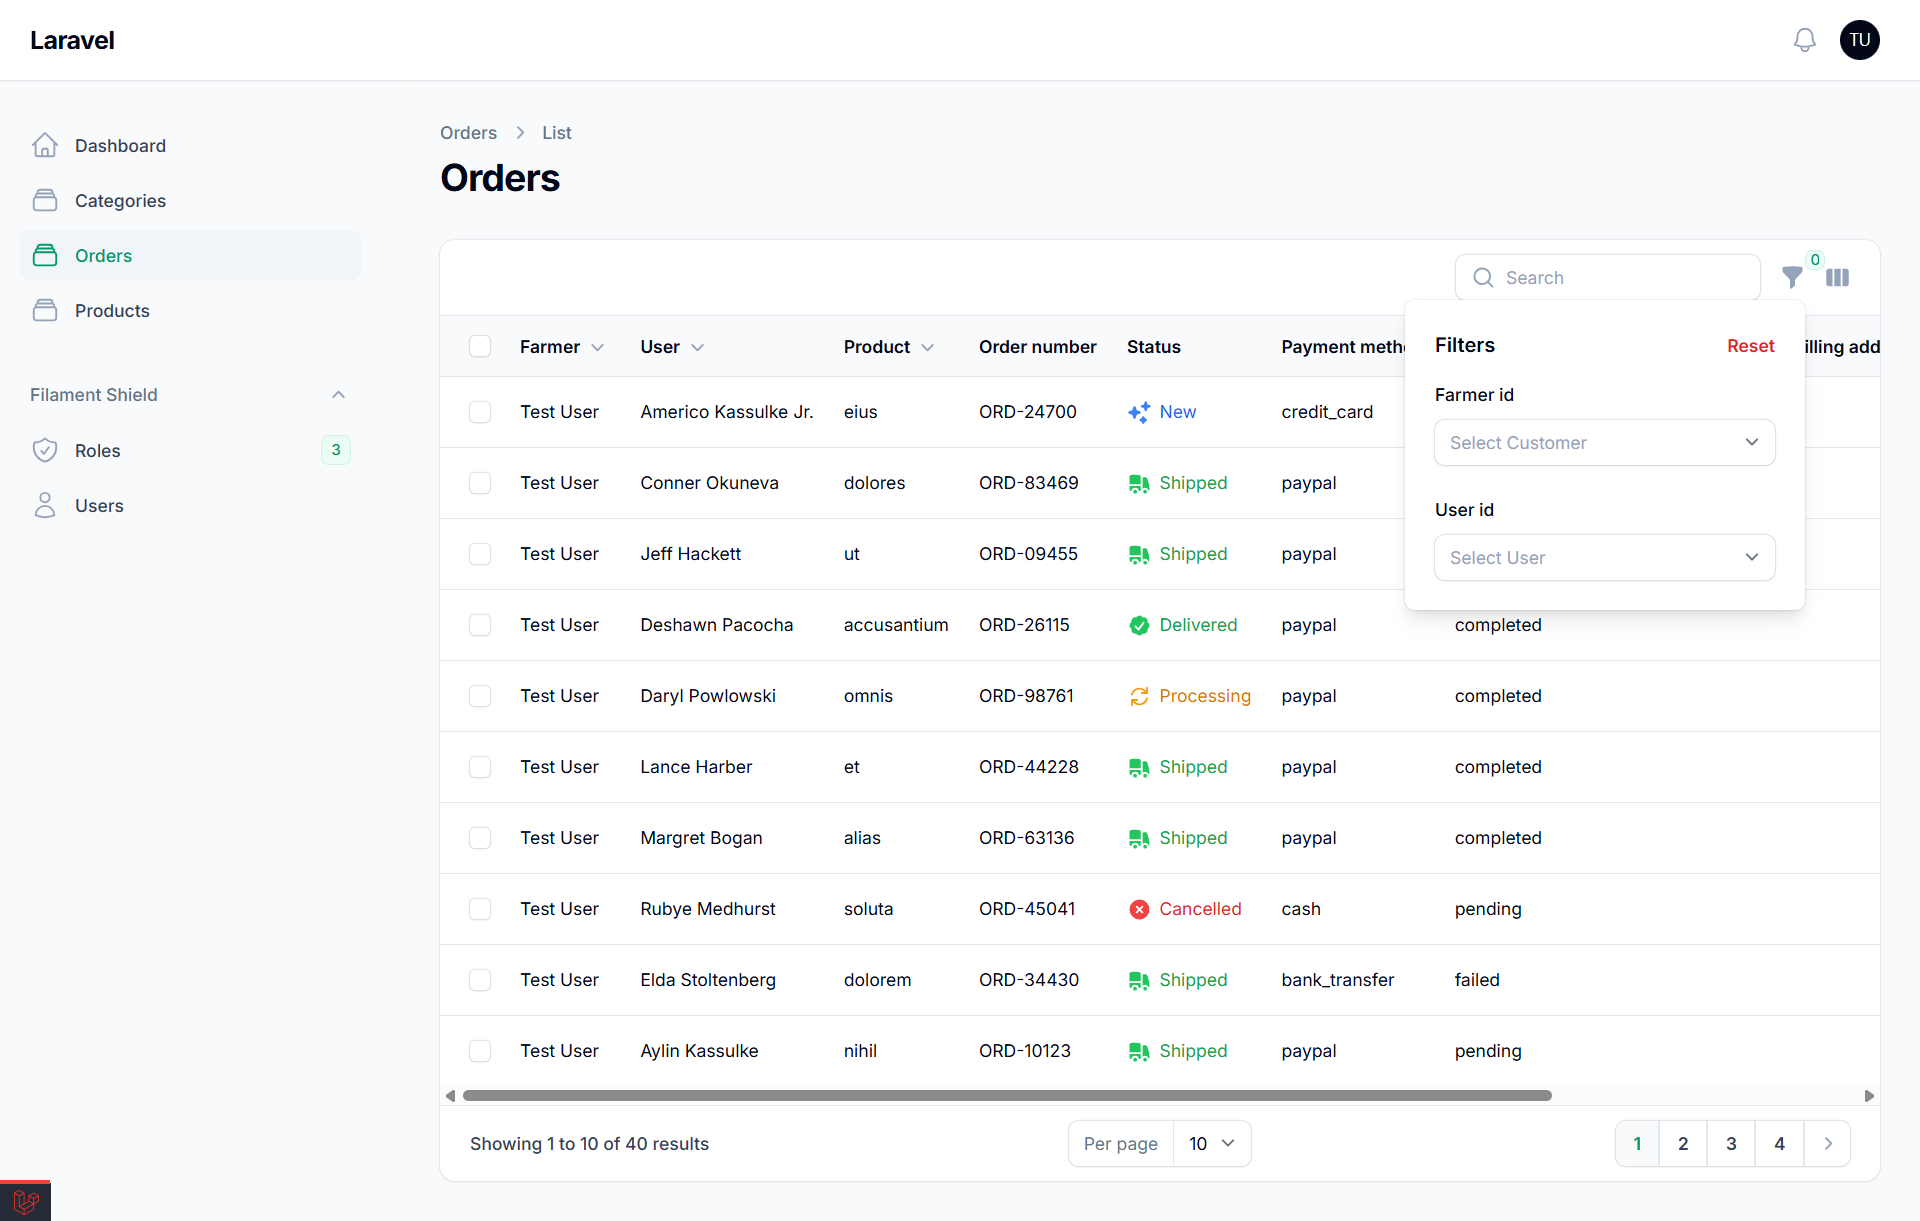 Laravel
TU
Dashboard
Categories
Orders
Products
Filament Shield
Roles 3
Users
Orders > List
Orders
Search
0
Farmer User Product Order number Status Payment meth illing add
Test User Americo Kassulke Jr. eius ORD-24700 New credit_card
Test User Conner Okuneva dolores ORD-83469 Shipped paypal
Test User Jeff Hackett ut ORD-09455 Shipped paypal
Test User Deshawn Pacocha accusantium ORD-26115 Delivered paypal completed
Test User Daryl Powlowski omnis ORD-98761 Processing paypal completed
Test User Lance Harber et ORD-44228 Shipped paypal completed
Test User Margret Bogan alias ORD-63136 Shipped paypal completed
Test User Rubye Medhurst soluta ORD-45041 Cancelled cash pending
Test User Elda Stoltenberg dolorem ORD-34430 Shipped bank_transfer failed
Test User Aylin Kassulke nihil ORD-10123 Shipped paypal pending
Filters Reset
Farmer id
Select Customer
User id
Select User
Showing 1 to 10 of 40 results
Per page 10
1 2 3 4